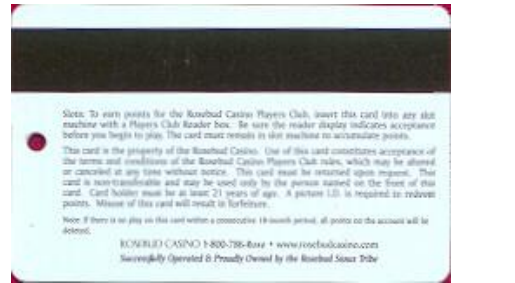 Slots: To earn points for the Rosebud Casino Players Club, insert this card into any slot
machine with a Players Club Reader box. Be sure the reader display indicates acceptance
before you begin to play. The card must remain in slot machine to accumulate points.
This card is the property of the Rosebud Casino. Use of this card constitutes acceptance of
the terms and conditions of the Rosebud Casino Players Club rules, which may be altered
or canceled at any time without notice. This card must be returned upon request. This
card is non-transferable and may be used only by the person named on the front of this
card. Card holder must be at least 21 years of age. A picture I.D. is required to redeem
points. Misuse of this card will result in forfeiture.
Note: If there is no play on this card within a consecutive 18-month period, all points on the account will be
deleted.
ROSEBUD CASINO 1-800-786-Rose • www.rosebudcasino.com
Successfully Operated & Proudly Owned by the Rosebud Sioux Tribe